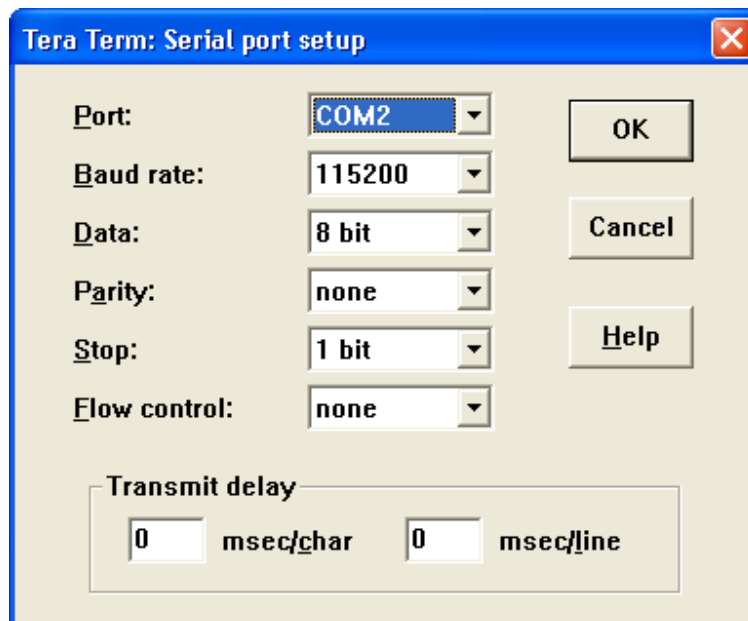 Tera Term: Serial port setup
Port: COM2
OK
Baud rate: 115200
Data: 8 bit
Cancel
Parity: none
Stop: 1 bit
Help
Flow control: none
Transmit delay
0 msec/char 0 msec/line